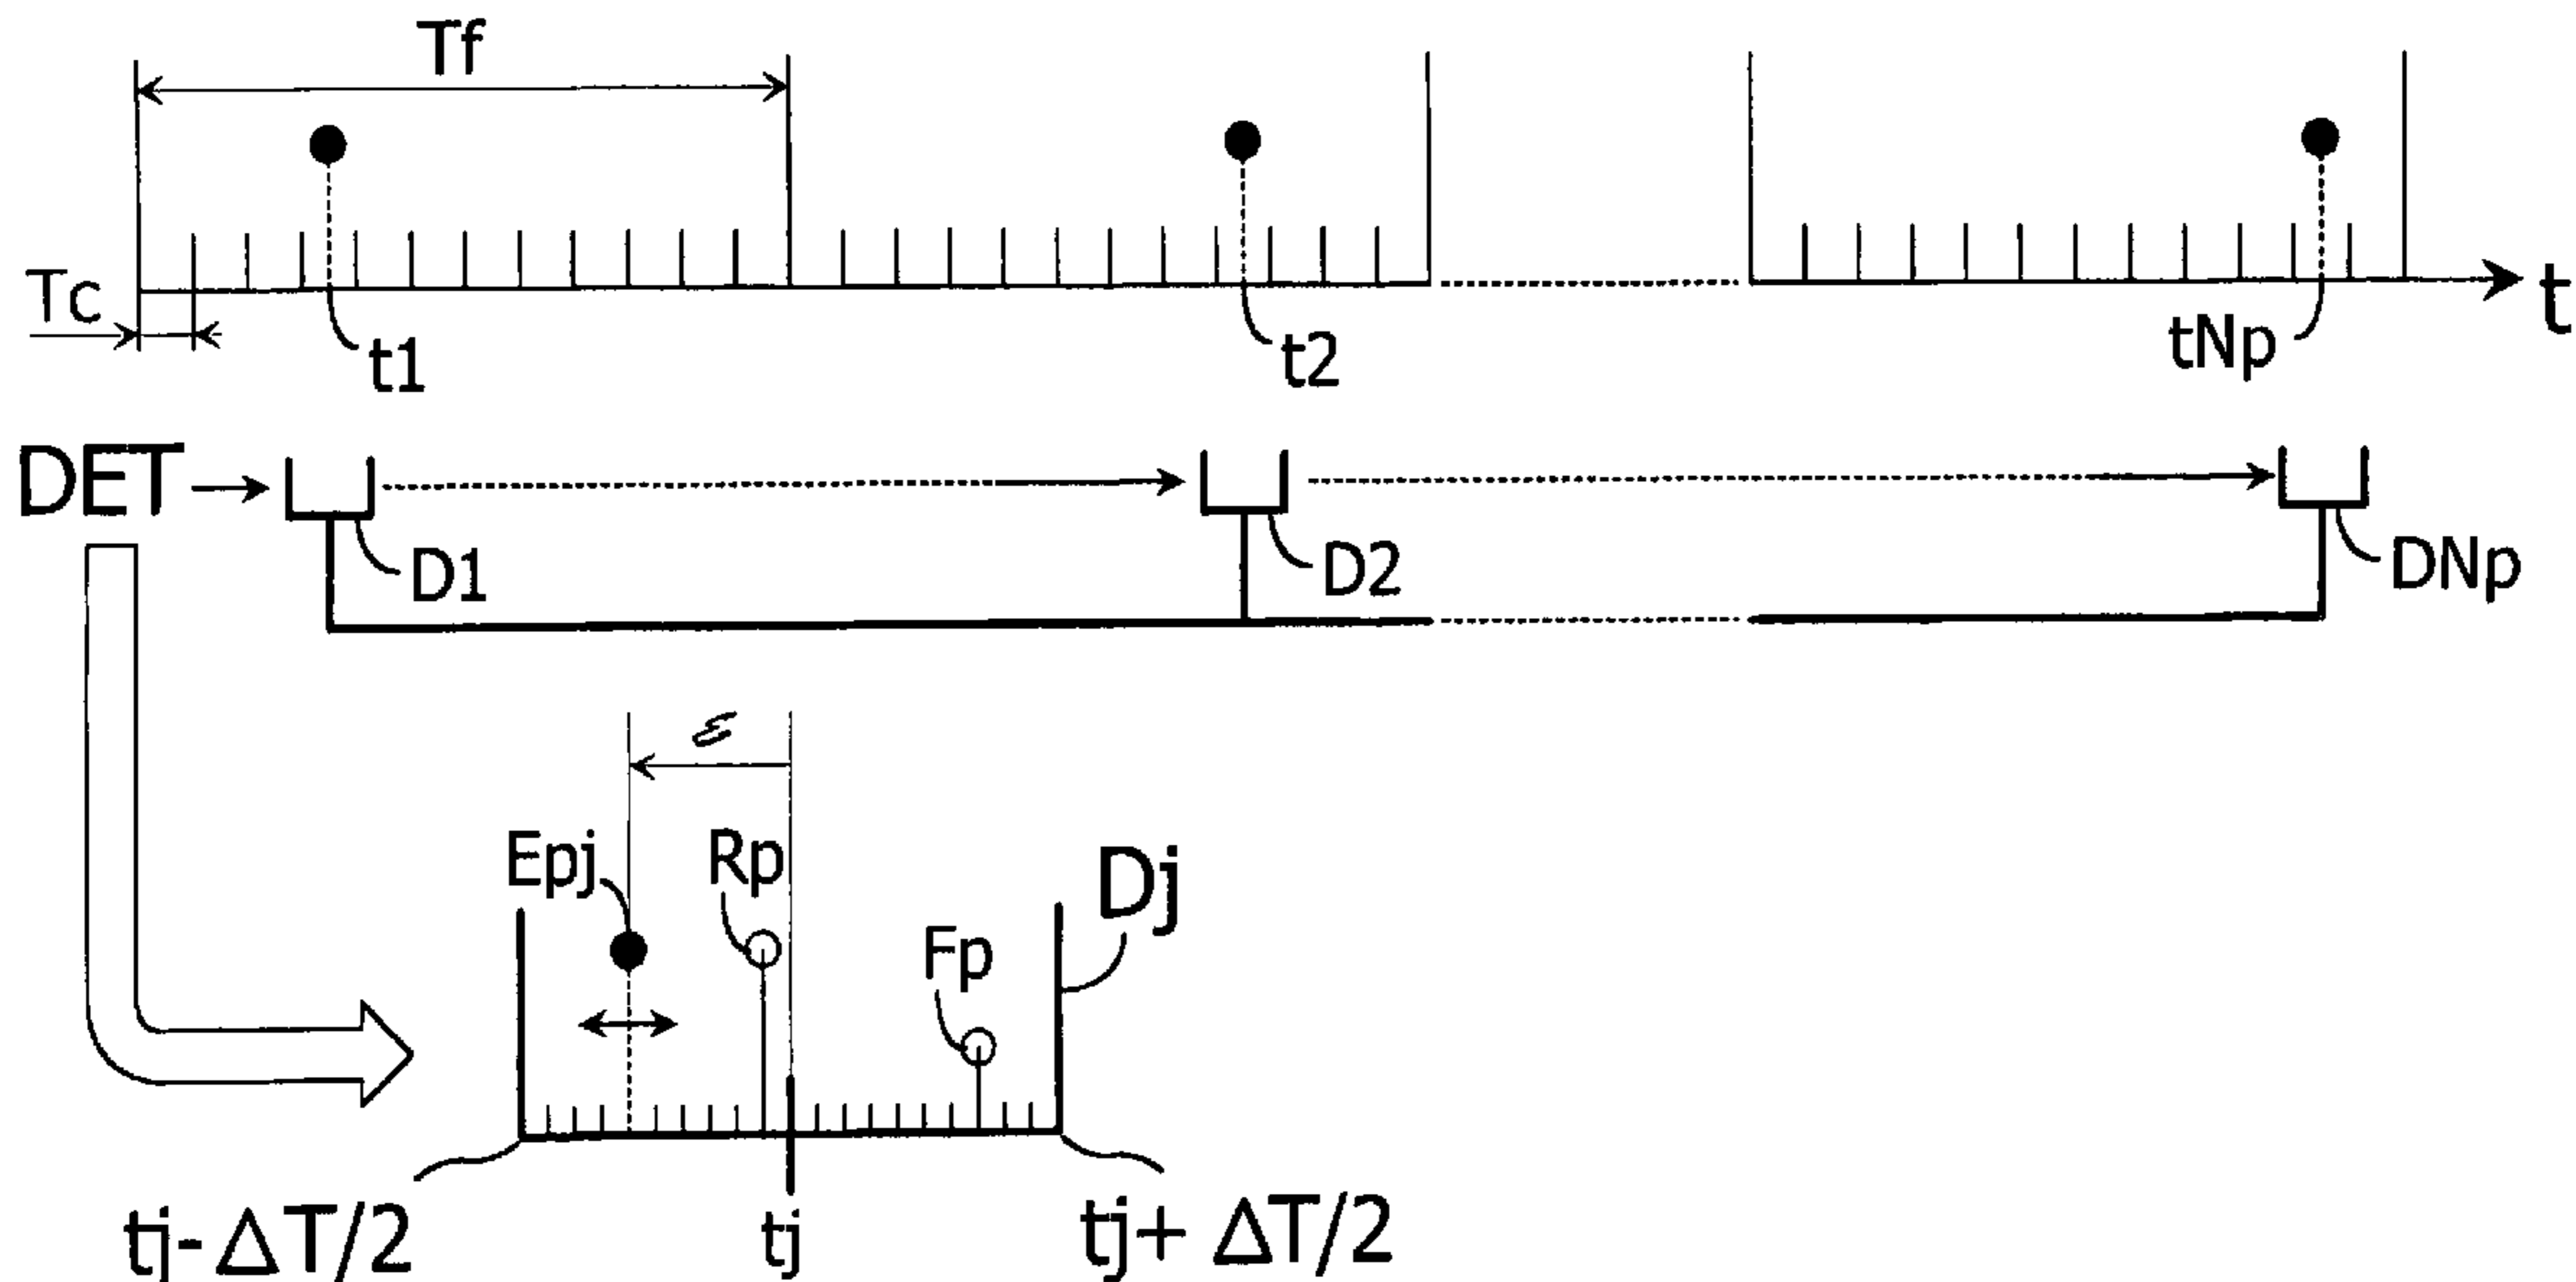 Tf
Tc
t1
t2
tNp
t
DET
D1
D2
DNp
ε
Epj
Rp
Fp
Dj
tj- ΔT/2
tj
tj+ ΔT/2